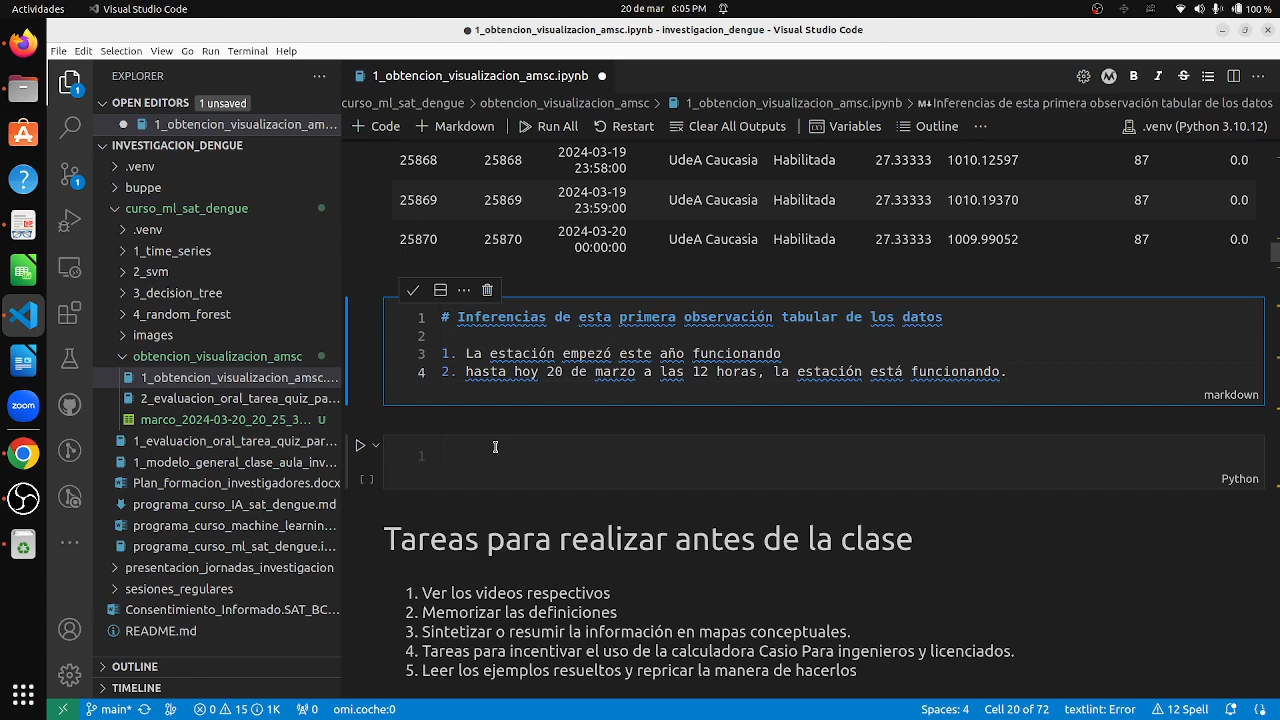 Actividades Visual Studio Code 20 de mar 6:05 PM 100 %
1_obtencion_visualizacion_amsc.ipynb - investigacion_dengue - Visual Studio Code
File Edit Selection View Go Run Terminal Help
EXPLORER
1_obtencion_visualizacion_amsc.ipynb
OPEN EDITORS 1 unsaved
1_obtencion_visualizacion_am...
curso_ml_sat_dengue > obtencion_visualizacion_amsc > 1_obtencion_visualizacion_amsc.ipynb > Inferencias de esta primera observación tabular de los datos
+ Code + Markdown Run All Restart Clear All Outputs Variables Outline ... .venv (Python 3.10.12)
INVESTIGACION_DENGUE
.venv
buppe
curso_ml_sat_dengue
.venv
1_time_series
2_svm
3_decision_tree
4_random_forest
images
obtencion_visualizacion_amsc
1_obtencion_visualizacion_amsc....
2_evaluacion_oral_tarea_quiz_pa...
marco_2024-03-20_20_25_3... U
1_evaluacion_oral_tarea_quiz_par...
1_modelo_general_clase_aula_inv...
Plan_formacion_investigadores.docx
programa_curso_IA_sat_dengue.md
programa_curso_machine_learnin...
programa_curso_ml_sat_dengue.i...
presentacion_jornadas_investigacion
sesiones_regulares
Consentimiento_Informado.SAT_BC...
README.md
OUTLINE
TIMELINE
25868 25868 2024-03-19 23:58:00 UdeA Caucasia Habilitada 27.33333 1010.12597 87 0.0
25869 25869 2024-03-19 23:59:00 UdeA Caucasia Habilitada 27.33333 1010.19370 87 0.0
25870 25870 2024-03-20 00:00:00 UdeA Caucasia Habilitada 27.33333 1009.99052 87 0.0
1 # Inferencias de esta primera observación tabular de los datos
2
3 1. La estación empezó este año funcionando
4 2. hasta hoy 20 de marzo a las 12 horas, la estación está funcionando.
markdown
1
[ ] Python
Tareas para realizar antes de la clase
1. Ver los videos respectivos
2. Memorizar las definiciones
3. Sintetizar o resumir la información en mapas conceptuales.
4. Tareas para incentivar el uso de la calculadora Casio Para ingenieros y licenciados.
5. Leer los ejemplos resueltos y repricar la manera de hacerlos
main* 0 15 1K 0 omi.coche:0 Spaces: 4 Cell 20 of 72 textlint: Error 12 Spell
zoom
1
1